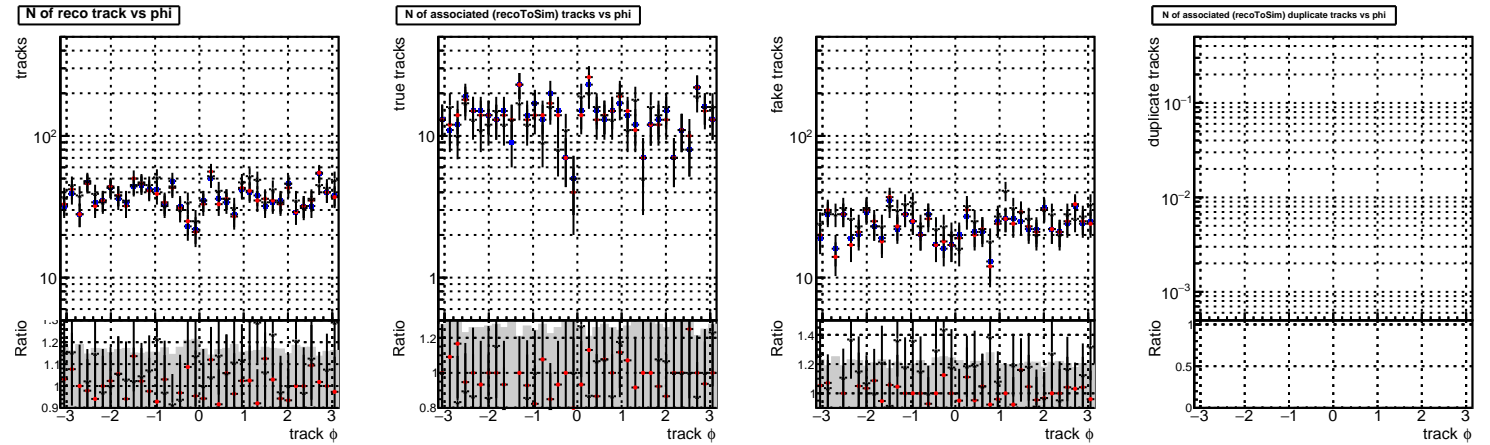 N of reco track vs phi
tracks
10²
10
Ratio
1.3
1.2
1.1
1
0.9
−3 −2 −1 0 1 2 3
track ϕ
N of associated (recoToSim) tracks vs phi
true tracks
10
1
Ratio
1.2
1
0.8
−3 −2 −1 0 1 2 3
track ϕ
fake tracks
10²
10
Ratio
1.4
1.2
1
−3 −2 −1 0 1 2 3
track ϕ
N of associated (recoToSim) duplicate tracks vs phi
duplicate tracks
10⁻¹
10⁻²
10⁻³
Ratio
1
0.5
0
−3 −2 −1 0 1 2 3
track ϕ